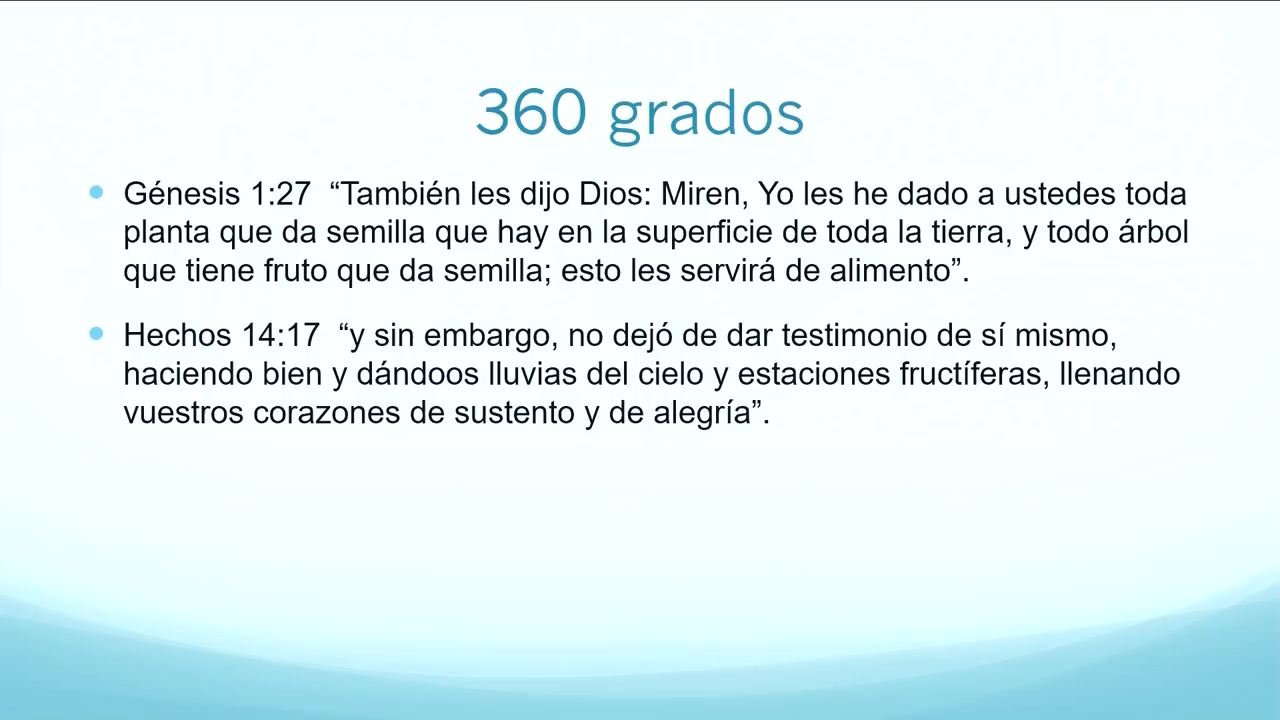 360 grados
Génesis 1:27  “También les dijo Dios: Miren, Yo les he dado a ustedes toda
planta que da semilla que hay en la superficie de toda la tierra, y todo árbol
que tiene fruto que da semilla; esto les servirá de alimento”.
Hechos 14:17  “y sin embargo, no dejó de dar testimonio de sí mismo,
haciendo bien y dándoos lluvias del cielo y estaciones fructíferas, llenando
vuestros corazones de sustento y de alegría”.